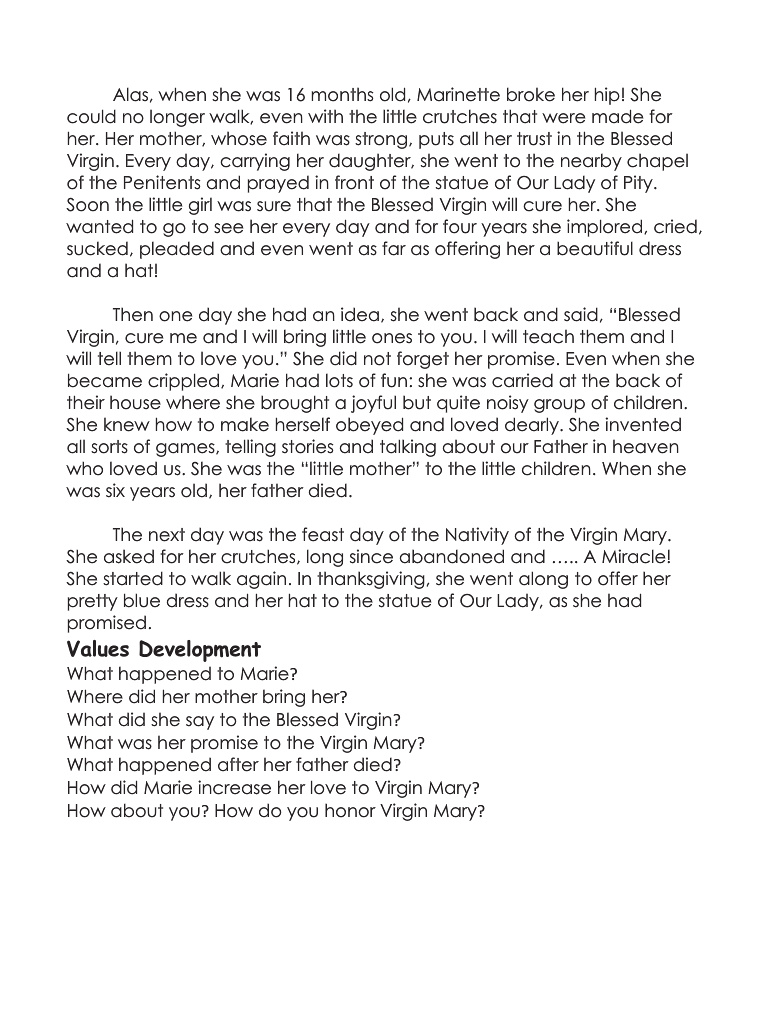 Alas, when she was 16 months old, Marinette broke her hip! She
could no longer walk, even with the little crutches that were made for
her. Her mother, whose faith was strong, puts all her trust in the Blessed
Virgin. Every day, carrying her daughter, she went to the nearby chapel
of the Penitents and prayed in front of the statue of Our Lady of Pity.
Soon the little girl was sure that the Blessed Virgin will cure her. She
wanted to go to see her every day and for four years she implored, cried,
sucked, pleaded and even went as far as offering her a beautiful dress
and a hat!
Then one day she had an idea, she went back and said, “Blessed
Virgin, cure me and I will bring little ones to you. I will teach them and I
will tell them to love you.” She did not forget her promise. Even when she
became crippled, Marie had lots of fun: she was carried at the back of
their house where she brought a joyful but quite noisy group of children.
She knew how to make herself obeyed and loved dearly. She invented
all sorts of games, telling stories and talking about our Father in heaven
who loved us. She was the “little mother” to the little children. When she
was six years old, her father died.
The next day was the feast day of the Nativity of the Virgin Mary.
She asked for her crutches, long since abandoned and ….. A Miracle!
She started to walk again. In thanksgiving, she went along to offer her
pretty blue dress and her hat to the statue of Our Lady, as she had
promised.
Values Development
What happened to Marie?
Where did her mother bring her?
What did she say to the Blessed Virgin?
What was her promise to the Virgin Mary?
What happened after her father died?
How did Marie increase her love to Virgin Mary?
How about you? How do you honor Virgin Mary?